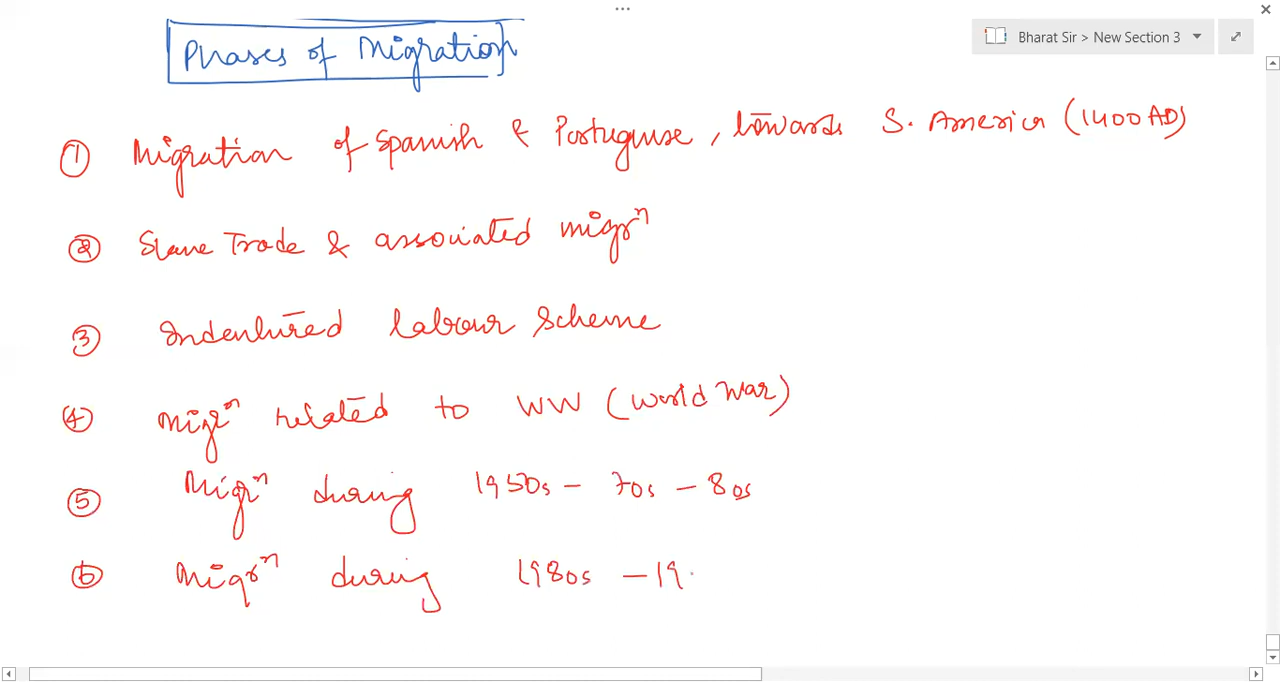 ...
Bharat Sir > New Section 3
Phases of Migration
① Migration of Spanish & Portuguese, towards S. America (1400AD)
② Slave Trade & associated migrⁿ
③ Indentured labour scheme
④ Migrⁿ related to WW (World War)
⑤ Migrⁿ during 1950s - 70s - 80s
⑥ Migrⁿ during 1980s - 19